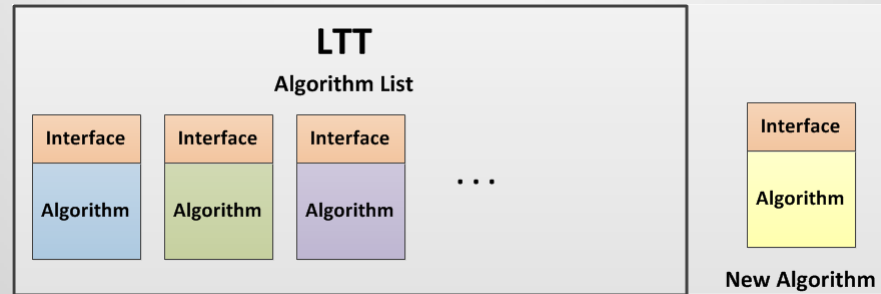 LTT
Algorithm List
Interface
Algorithm
Interface
Algorithm
Interface
Algorithm
...
Interface
Algorithm
New Algorithm